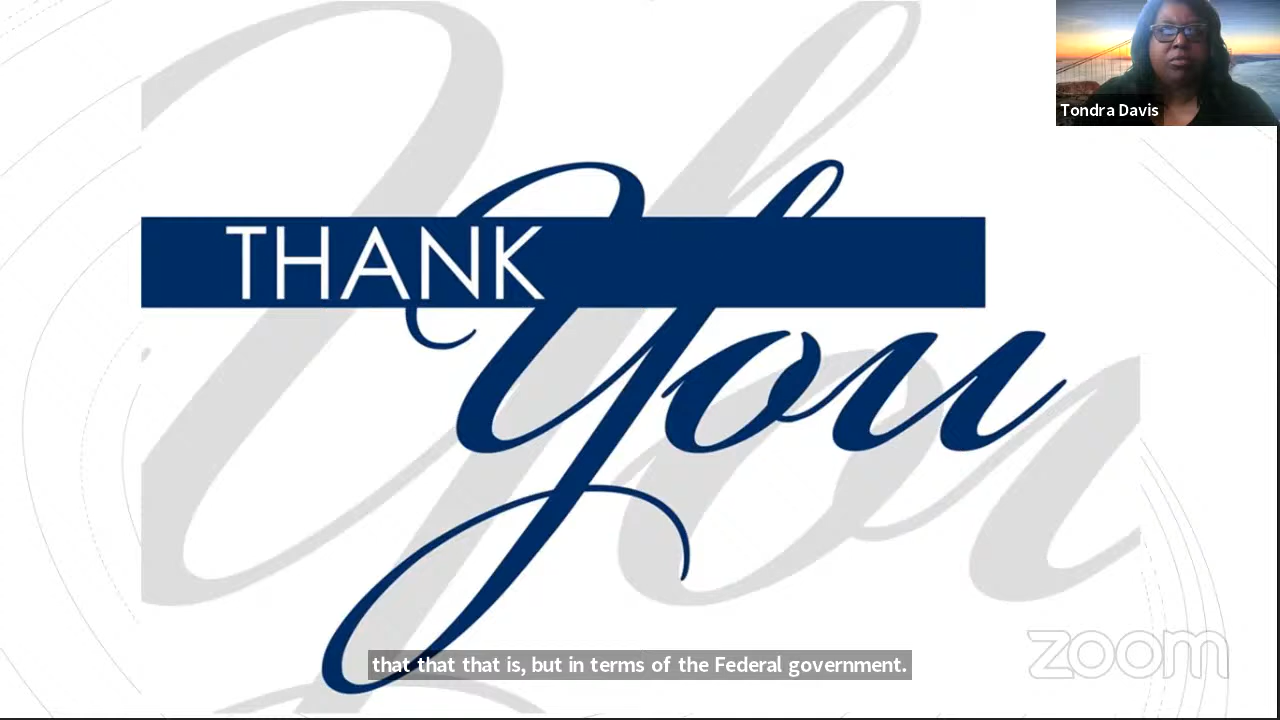 Tondra Davis
THANK
You
that that that is, but in terms of the Federal government.
zoom